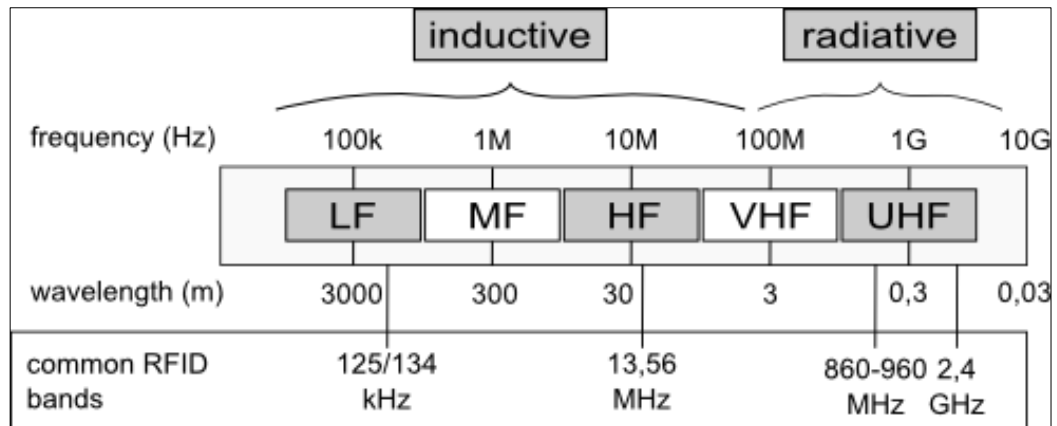 inductive radiative
frequency (Hz) 100k 1M 10M 100M 1G 10G
LF MF HF VHF UHF
wavelength (m) 3000 300 30 3 0,3 0,03
common RFID 125/134 13,56 860-960 2,4
bands kHz MHz MHz GHz